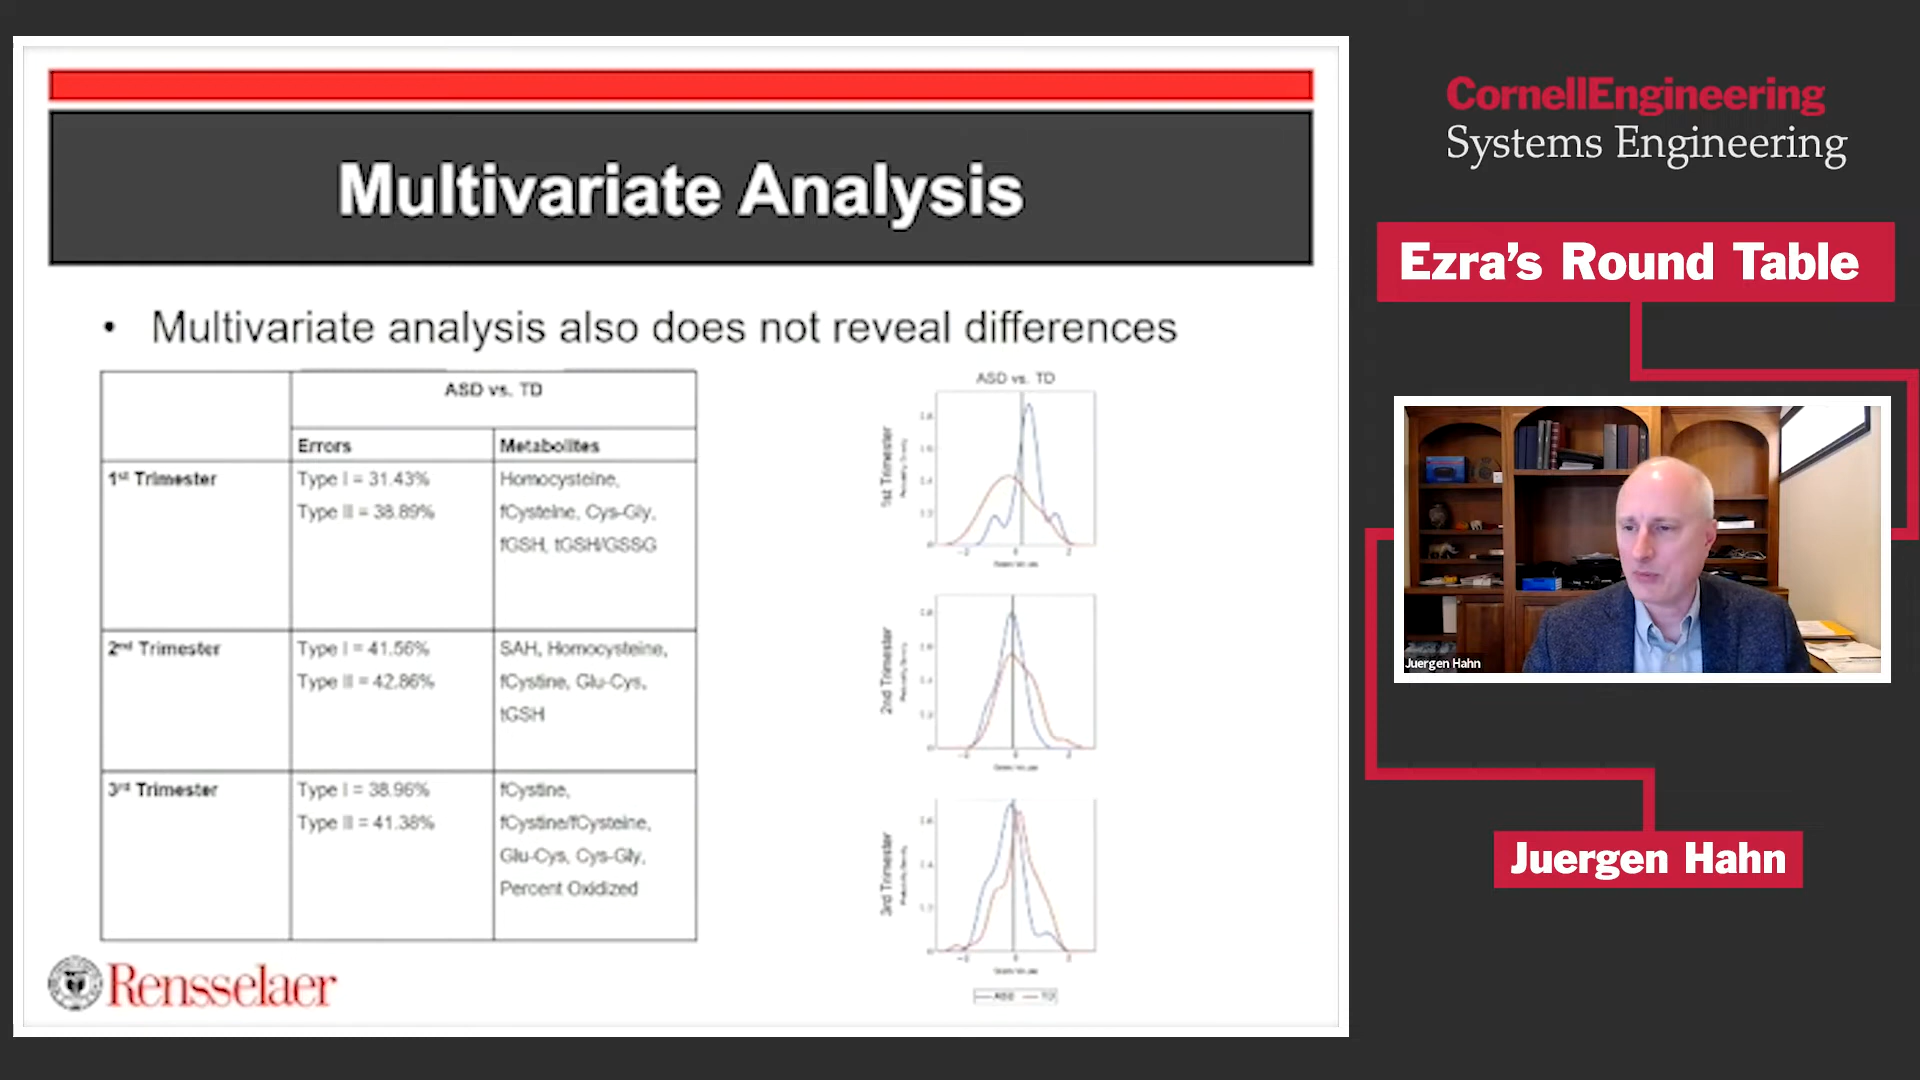 Multivariate Analysis
• Multivariate analysis also does not reveal differences
ASD vs. TD
Errors
Metabolites
1st Trimester
Type I = 31.43%
Type II = 38.89%
Homocysteine,
fCysteine, Cys-Gly,
fGSH, tGSH/GSSG
2nd Trimester
Type I = 41.56%
Type II = 42.86%
SAH, Homocysteine,
fCystine, Glu-Cys,
tGSH
3rd Trimester
Type I = 38.96%
Type II = 41.38%
fCystine,
fCystine/fCysteine,
Glu-Cys, Cys-Gly,
Percent Oxidized
ASD vs. TD
1st Trimester
2nd Trimester
3rd Trimester
ASD TD
Rensselaer
CornellEngineering
Systems Engineering
Ezra's Round Table
Juergen Hahn
Juergen Hahn